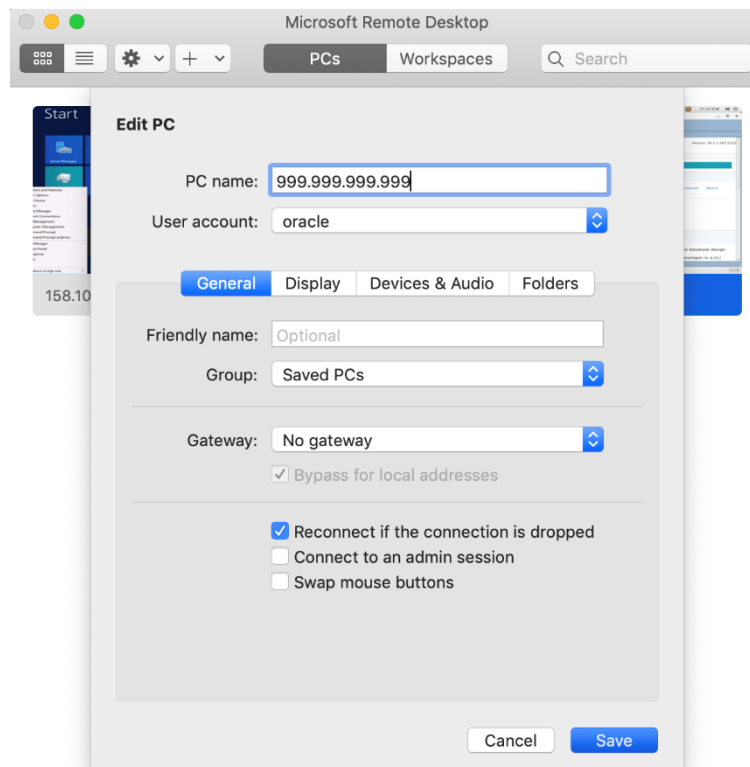 Microsoft Remote Desktop
PCs
Workspaces
Search
Start
Edit PC
PC name: 999.999.999.999
User account: oracle
158.10
General
Display
Devices & Audio
Folders
Friendly name: Optional
Group: Saved PCs
Gateway: No gateway
Bypass for local addresses
Reconnect if the connection is dropped
Connect to an admin session
Swap mouse buttons
Cancel
Save